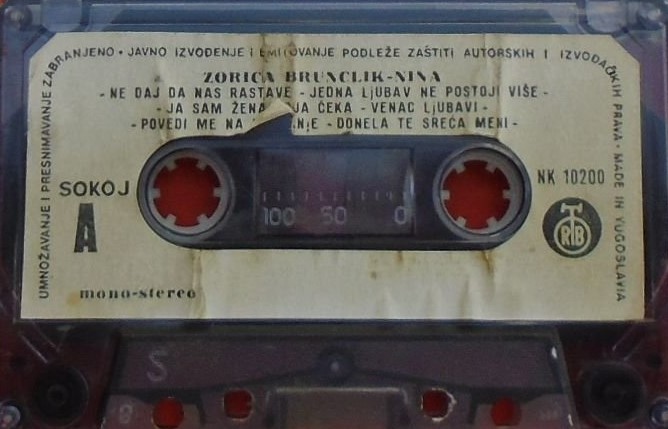 UMNOŽAVANJE I PRESNIMAVANJE ZABRANJENO • JAVNO IZVOĐENJE I EMITOVANJE PODLEŽE ZAŠTITI AUTORSKIH I IZVOĐAČKIH PRAVA • MADE IN YUGOSLAVIA
ZORICA BRUNCLIK-NINA
- NE DAJ DA NAS RASTAVE - JEDNA LJUBAV NE POSTOJI VIŠE -
- JA SAM ŽENA JA ČEKA - VENAC LJUBAVI -
- POVEDI ME NA - DONELA TE SREĆA MENI -
SOKOJ
A
100 50 0
NK 10200
RTB
mono-stereo
S